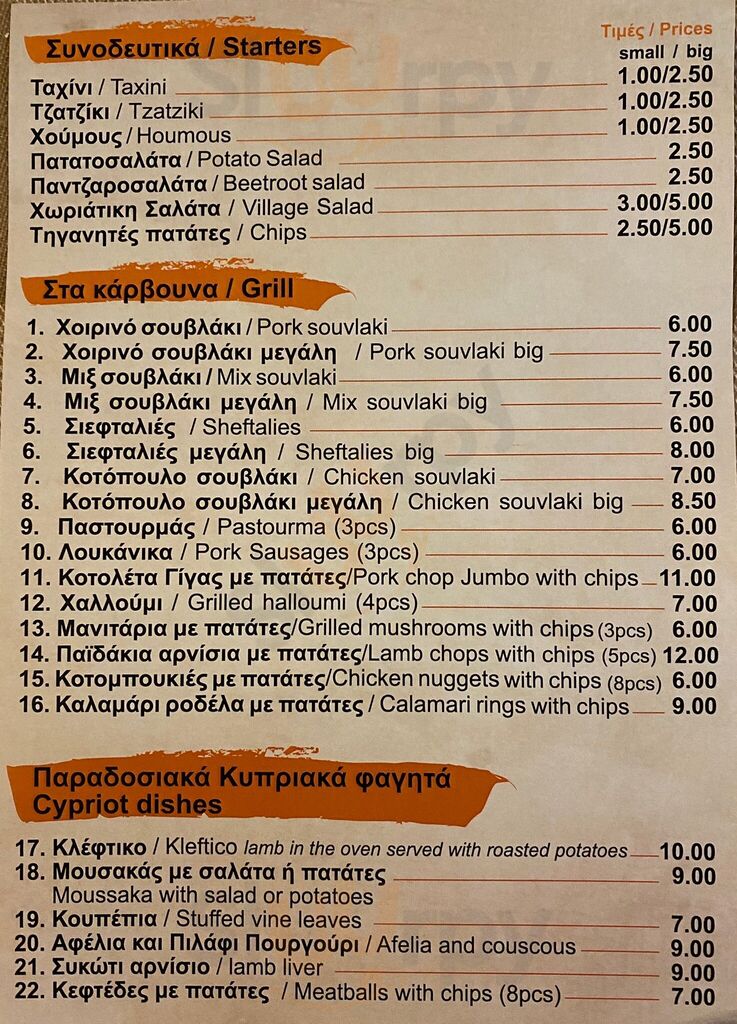 Συνοδευτικά / Starters
Τιμές / Prices
small / big
Ταχίνι / Taxini 1.00/2.50
Τζατζίκι / Tzatziki 1.00/2.50
Χούμους / Houmous 1.00/2.50
Πατατοσαλάτα / Potato Salad 2.50
Παντζαροσαλάτα / Beetroot salad 2.50
Χωριάτικη Σαλάτα / Village Salad 3.00/5.00
Τηγανητές πατάτες / Chips 2.50/5.00
Στα κάρβουνα / Grill
1. Χοιρινό σουβλάκι / Pork souvlaki 6.00
2. Χοιρινό σουβλάκι μεγάλη / Pork souvlaki big 7.50
3. Μιξ σουβλάκι / Mix souvlaki 6.00
4. Μιξ σουβλάκι μεγάλη / Mix souvlaki big 7.50
5. Σιεφταλιές / Sheftalies 6.00
6. Σιεφταλιές μεγάλη / Sheftalies big 8.00
7. Κοτόπουλο σουβλάκι / Chicken souvlaki 7.00
8. Κοτόπουλο σουβλάκι μεγάλη / Chicken souvlaki big 8.50
9. Παστουρμάς / Pastourma (3pcs) 6.00
10. Λουκάνικα / Pork Sausages (3pcs) 6.00
11. Κοτολέτα Γίγας με πατάτες/Pork chop Jumbo with chips 11.00
12. Χαλλούμι / Grilled halloumi (4pcs) 7.00
13. Μανιτάρια με πατάτες/Grilled mushrooms with chips (3pcs) 6.00
14. Παϊδάκια αρνίσια με πατάτες/Lamb chops with chips (5pcs) 12.00
15. Κοτομπουκιές με πατάτες/Chicken nuggets with chips (8pcs) 6.00
16. Καλαμάρι ροδέλα με πατάτες / Calamari rings with chips 9.00
Παραδοσιακά Κυπριακά φαγητά
Cypriot dishes
17. Κλέφτικο / Kleftico lamb in the oven served with roasted potatoes 10.00
18. Μουσακάς με σαλάτα ή πατάτες 9.00
Moussaka with salad or potatoes
19. Κουπέπια / Stuffed vine leaves 7.00
20. Αφέλια και Πιλάφι Πουργούρι / Afelia and couscous 9.00
21. Συκώτι αρνίσιο / lamb liver 9.00
22. Κεφτέδες με πατάτες / Meatballs with chips (8pcs) 7.00